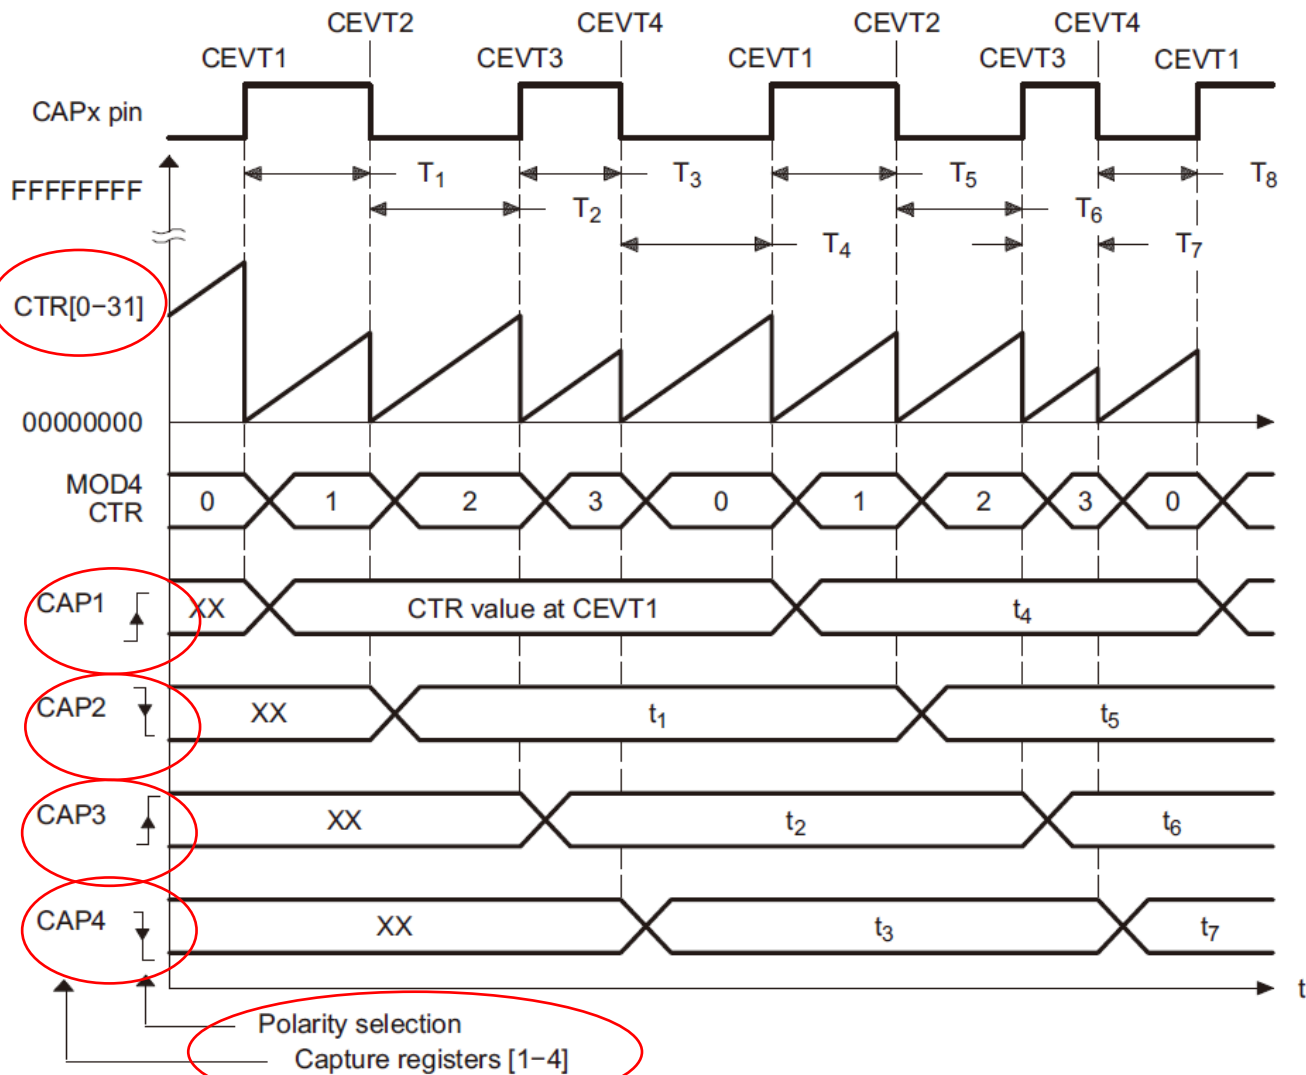 CEVT2 CEVT4 CEVT2 CEVT4
CEVT1 CEVT3 CEVT1 CEVT3 CEVT1
CAPx pin
T1 T3 T5 T8
FFFFFFFF
T2 T6
T4 T7
CTR[0−31]
00000000
MOD4
CTR
0 1 2 3 0 1 2 3 0
CAP1 XX CTR value at CEVT1 t4
CAP2 XX t1 t5
CAP3 XX t2 t6
CAP4 XX t3 t7
t
Polarity selection
Capture registers [1−4]